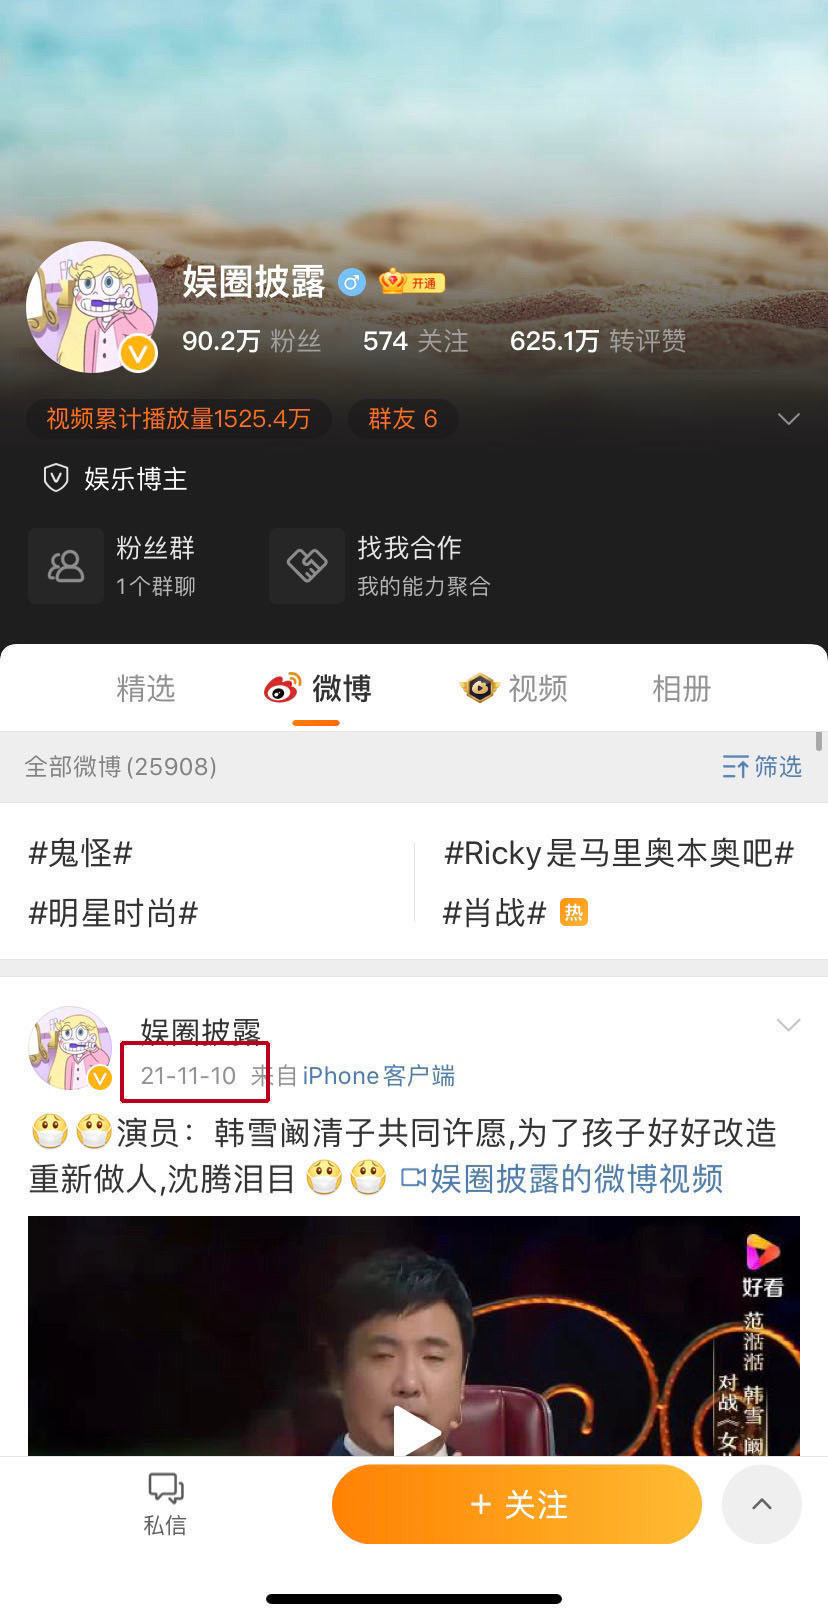 娱圈披露 开通
90.2万 粉丝 574 关注 625.1万 转评赞
视频累计播放量1525.4万 群友 6
娱乐博主
粉丝群 找我合作
1个群聊 我的能力聚合
精选 微博 视频 相册
全部微博(25908) 筛选
#鬼怪# #Ricky是马里奥本奥吧#
#明星时尚# #肖战# 热
娱圈披露
21-11-10 来自 iPhone客户端
演员：韩雪阚清子共同许愿,为了孩子好好改造
重新做人,沈腾泪目 娱圈披露的微博视频
好看
范湉湉 韩雪 阚
对战《女
私信
+ 关注